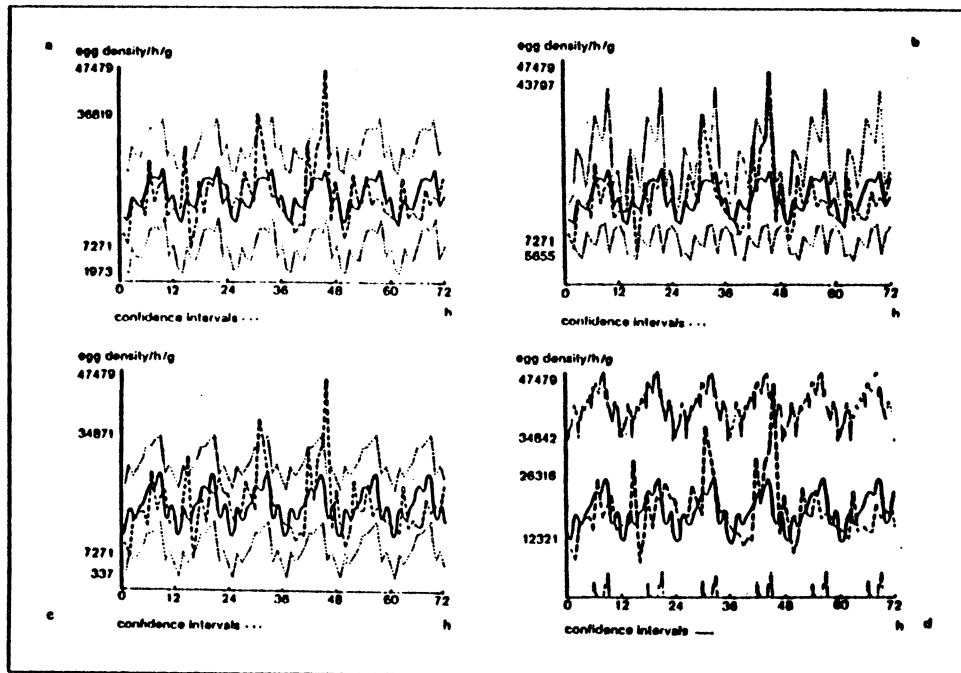 a
egg density/h/g
47479
36819
7271
1973
0 12 24 36 48 60 72
h
confidence intervals ...
b
egg density/h/g
47479
43797
7271
5655
0 12 24 36 48 60 72
h
confidence intervals ...
c
egg density/h/g
47479
34871
7271
337
0 12 24 36 48 60 72
h
confidence intervals ...
d
egg density/h/g
47479
34842
26316
12321
0 12 24 36 48 60 72
h
confidence intervals —